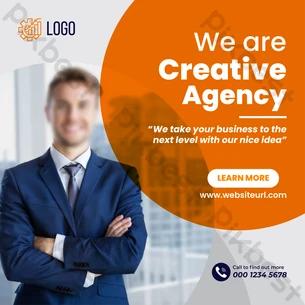 LOGO
We are
Creative
Agency
“We take your business to the
next level with our nice idea”
LEARN MORE
www.websiteurl.com
Call to find out more
000 1234 5678